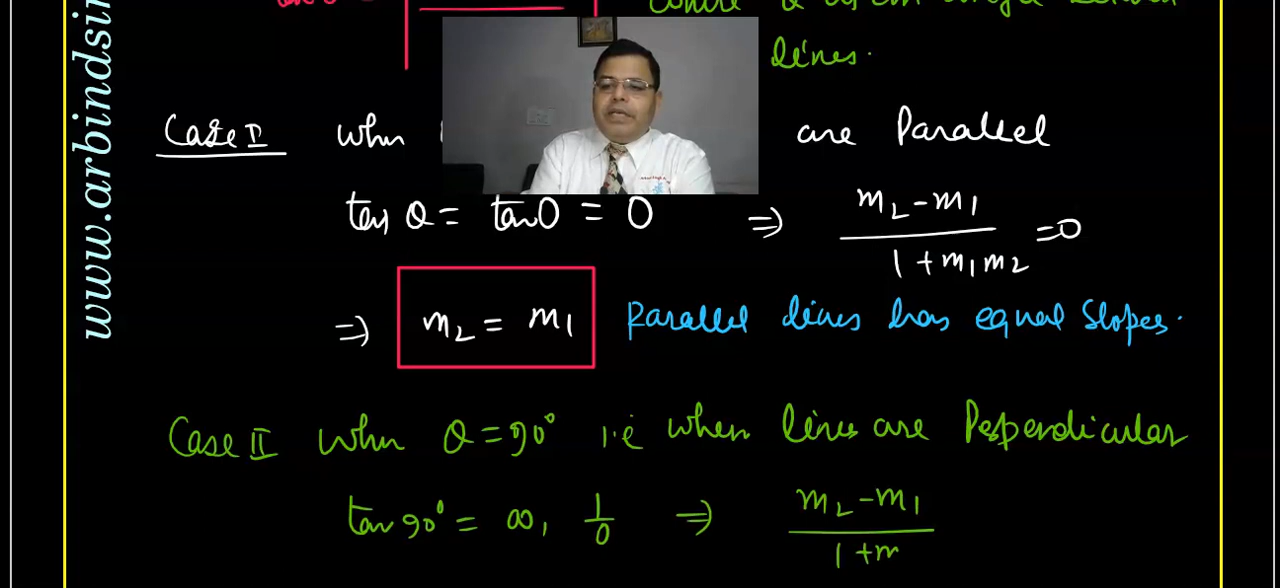 www.arbindsin
lines.
Case I when are Parallel
tan θ = tan 0 = 0 ⇒ m₂ - m₁ / 1 + m₁m₂ = 0
⇒ m₂ = m₁ Parallel lines has equal slopes.
Case II when θ = 90° i.e when lines are Perpendicular
tan 90° = ∞, 1/0 ⇒ m₂ - m₁ / 1 + m